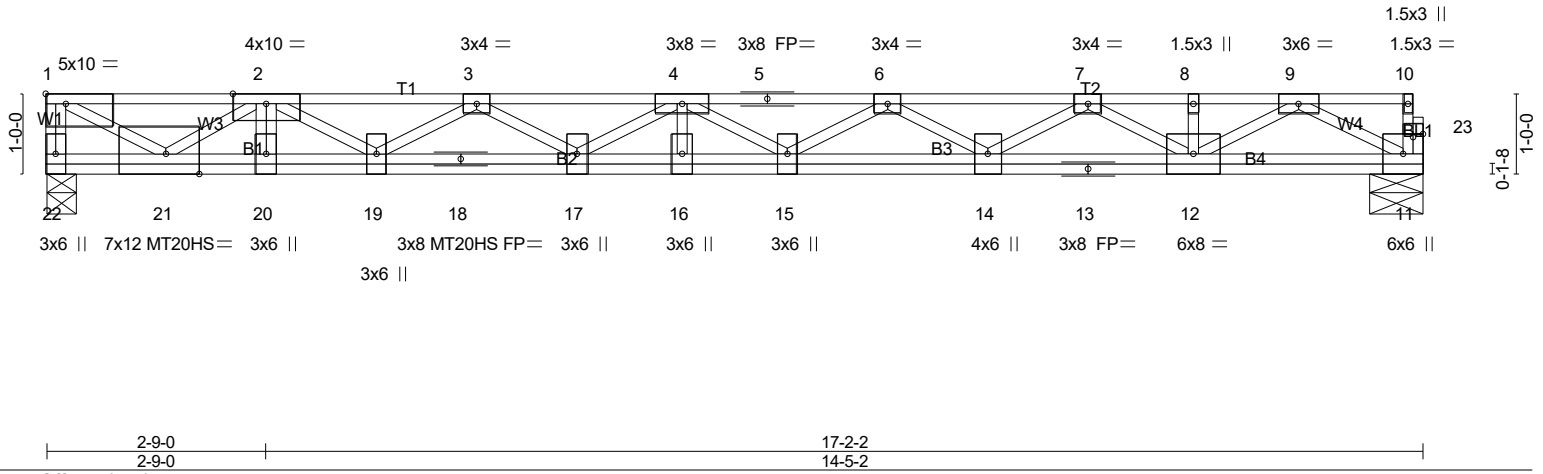 1.5x3 ||
4x10 = 3x4 = 3x8 = 3x8 FP= 3x4 = 3x4 = 1.5x3 || 3x6 = 1.5x3 =
1 5x10 = 2 3 4 5 6 7 8 9 10
T1 T2
W1 W3 B1 B2 B3 B4 W4 BL1 23
1-0-0
1-0-0
0-1-8
22 21 20 19 18 17 16 15 14 13 12 11
3x6 || 7x12 MT20HS= 3x6 || 3x8 MT20HS FP= 3x6 || 3x6 || 3x6 || 4x6 || 3x8 FP= 6x8 = 6x6 ||
3x6 ||
2-9-0 17-2-2
2-9-0 14-5-2